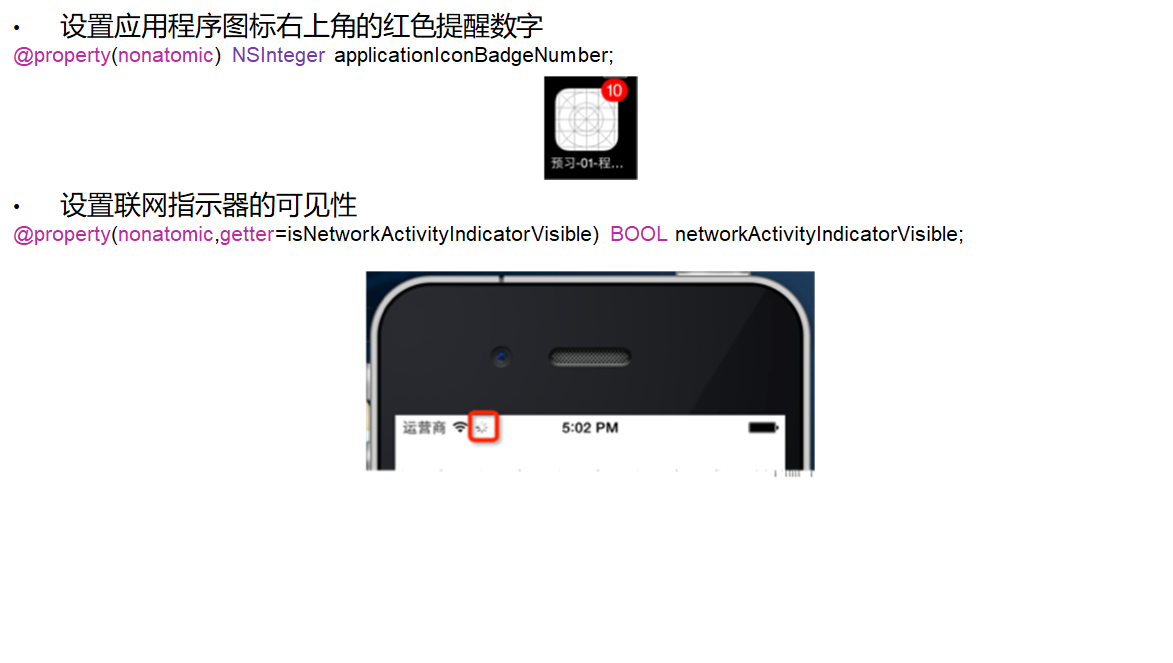 • 设置应用程序图标右上角的红色提醒数字
@property(nonatomic) NSInteger applicationIconBadgeNumber;
10
预习-01-程...
• 设置联网指示器的可见性
@property(nonatomic,getter=isNetworkActivityIndicatorVisible) BOOL networkActivityIndicatorVisible;
运营商 5:02 PM